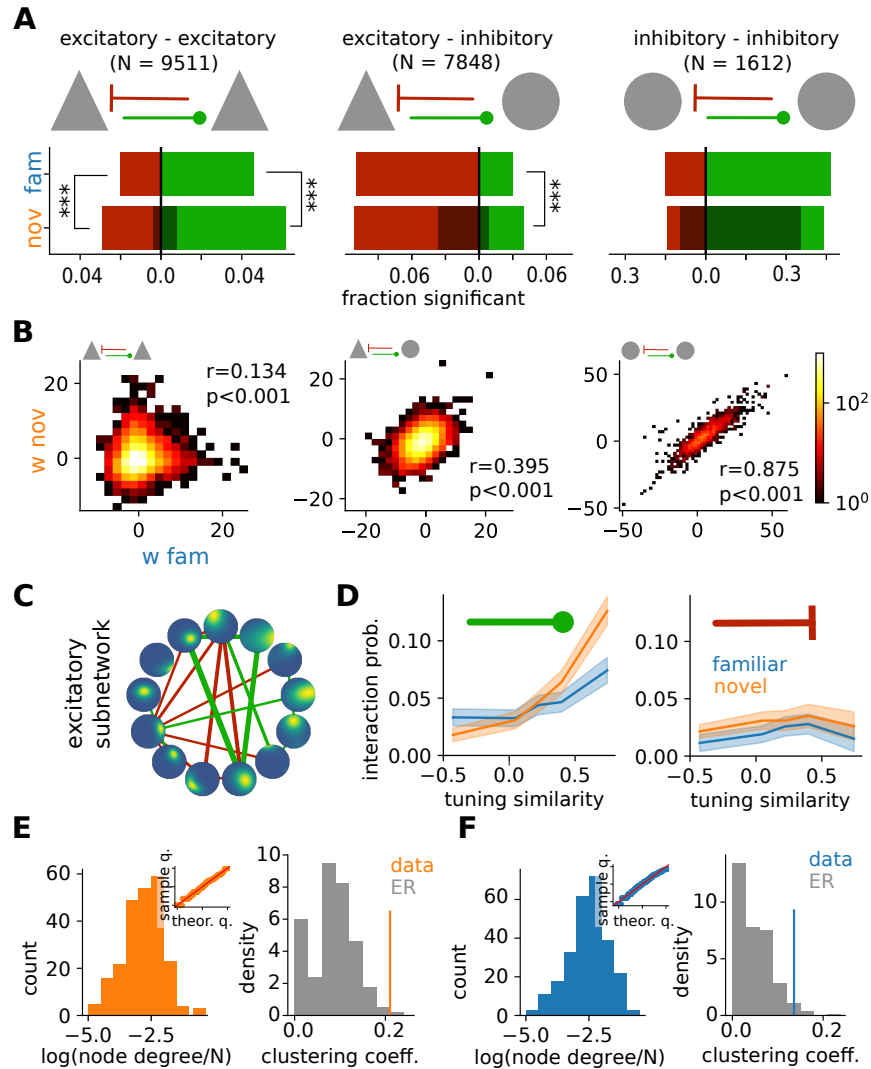 A
excitatory - excitatory
(N = 9511)
excitatory - inhibitory
(N = 7848)
inhibitory - inhibitory
(N = 1612)
fam
nov
***
***
***
0.04 0.0 0.04
0.06 0.0 0.06
0.3 0.0 0.3
fraction significant
B
w nov
20
0
0
20
w fam
r=0.134
p<0.001
25
0
−20
−20
0
20
r=0.395
p<0.001
50
0
−50
−50
0
50
r=0.875
p<0.001
10²
10⁰
C
excitatory
subnetwork
D
interaction prob.
0.10
0.05
0.00
−0.5
0.0
0.5
tuning similarity
familiar
novel
0.10
0.05
0.00
−0.5
0.0
0.5
tuning similarity
E
count
60
40
20
0
−5.0
−2.5
log(node degree/N)
sample q.
theor. q.
density
10
8
6
4
2
0
0.0
0.2
clustering coeff.
data
ER
F
count
60
40
20
0
−5.0
−2.5
log(node degree/N)
sample q.
theor. q.
density
10
5
0
0.0
0.2
clustering coeff.
data
ER